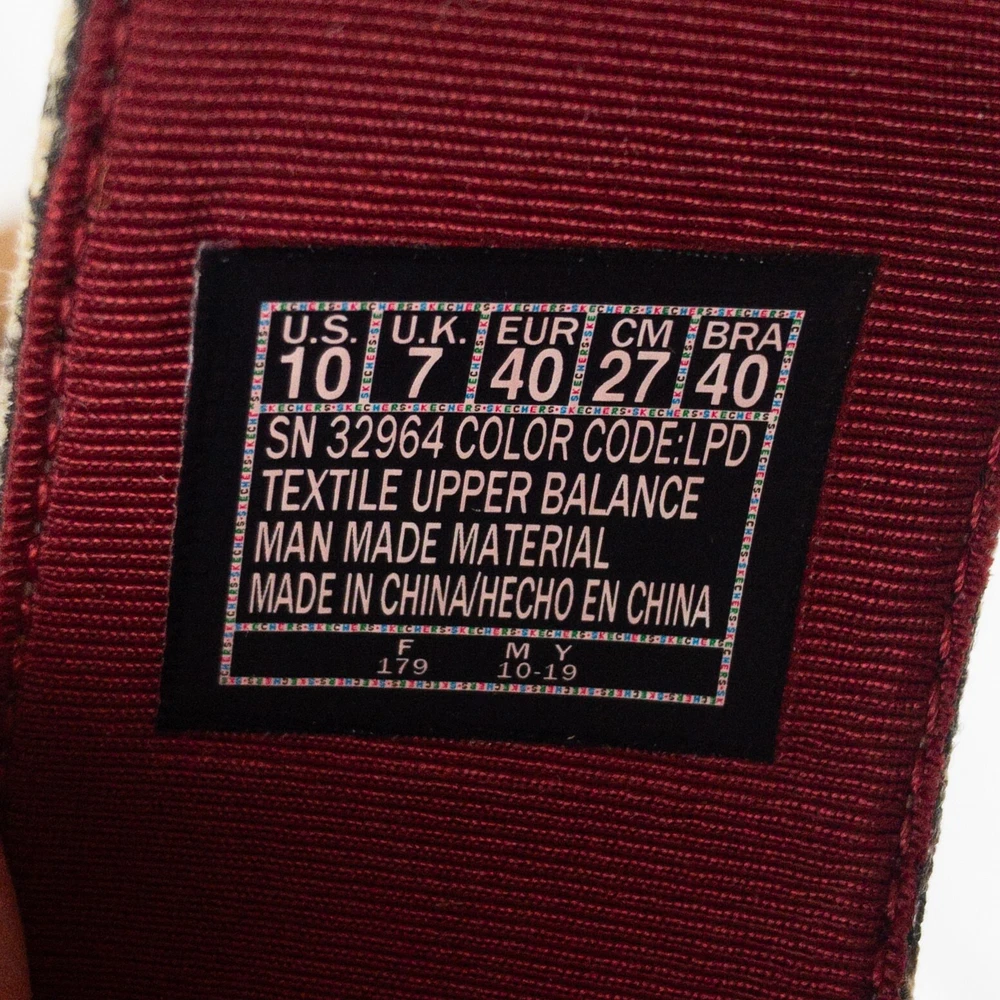 U.S. U.K. EUR CM BRA
10 7 40 27 40
SN 32964 COLOR CODE:LPD
TEXTILE UPPER BALANCE
MAN MADE MATERIAL
MADE IN CHINA/HECHO EN CHINA
F M Y
179 10-19